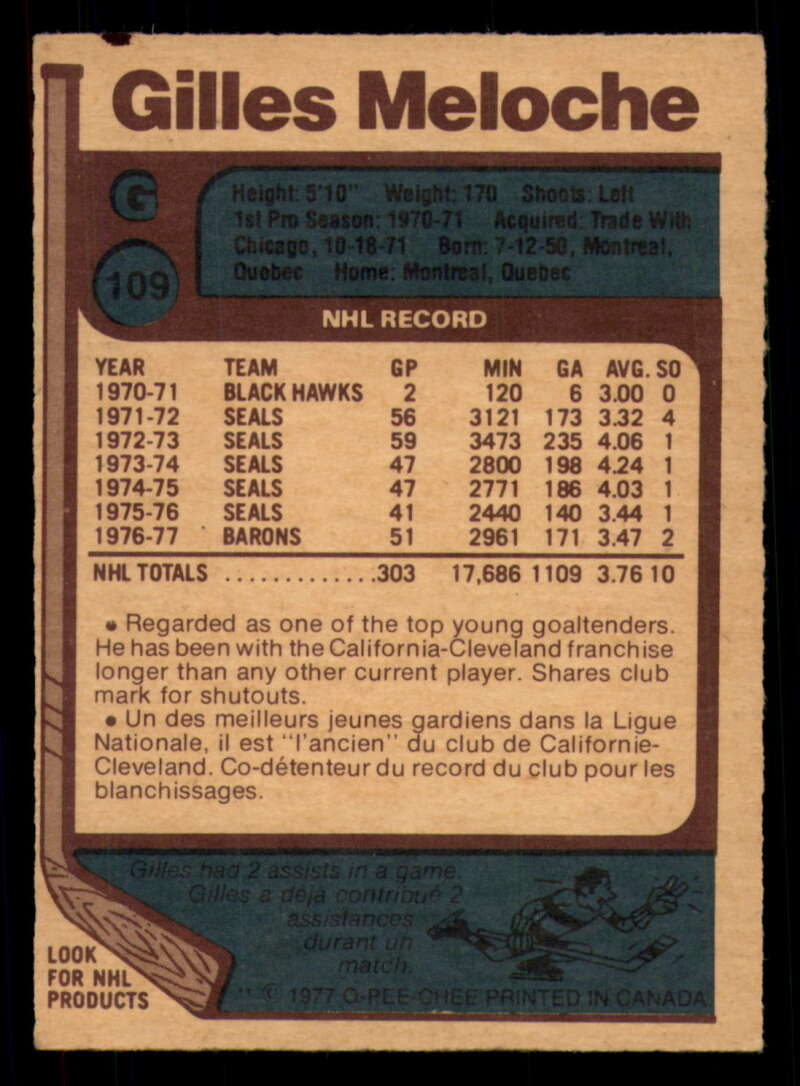 Gilles Meloche
G
Height: 5'10" Weight: 170 Shoots: Left
1st Pro Season: 1970-71 Acquired: Trade With
Chicago, 10-18-71 Born: 7-12-50, Montreal,
Quebec Home: Montreal, Quebec
109
NHL RECORD
YEAR TEAM GP MIN GA AVG. SO
1970-71 BLACK HAWKS 2 120 6 3.00 0
1971-72 SEALS 56 3121 173 3.32 4
1972-73 SEALS 59 3473 235 4.06 1
1973-74 SEALS 47 2800 198 4.24 1
1974-75 SEALS 47 2771 186 4.03 1
1975-76 SEALS 41 2440 140 3.44 1
1976-77 BARONS 51 2961 171 3.47 2
NHL TOTALS ..............303 17,686 1109 3.76 10
• Regarded as one of the top young goaltenders.
He has been with the California-Cleveland franchise
longer than any other current player. Shares club
mark for shutouts.
• Un des meilleurs jeunes gardiens dans la Ligue
Nationale, il est "l'ancien" du club de Californie-
Cleveland. Co-détenteur du record du club pour les
blanchissages.
Gilles had 2 assists in a game.
Gilles a déjà contribué 2
assistances
durant un
match.
LOOK
FOR NHL
PRODUCTS
** © 1977 O-PEE-CHEE PRINTED IN CANADA